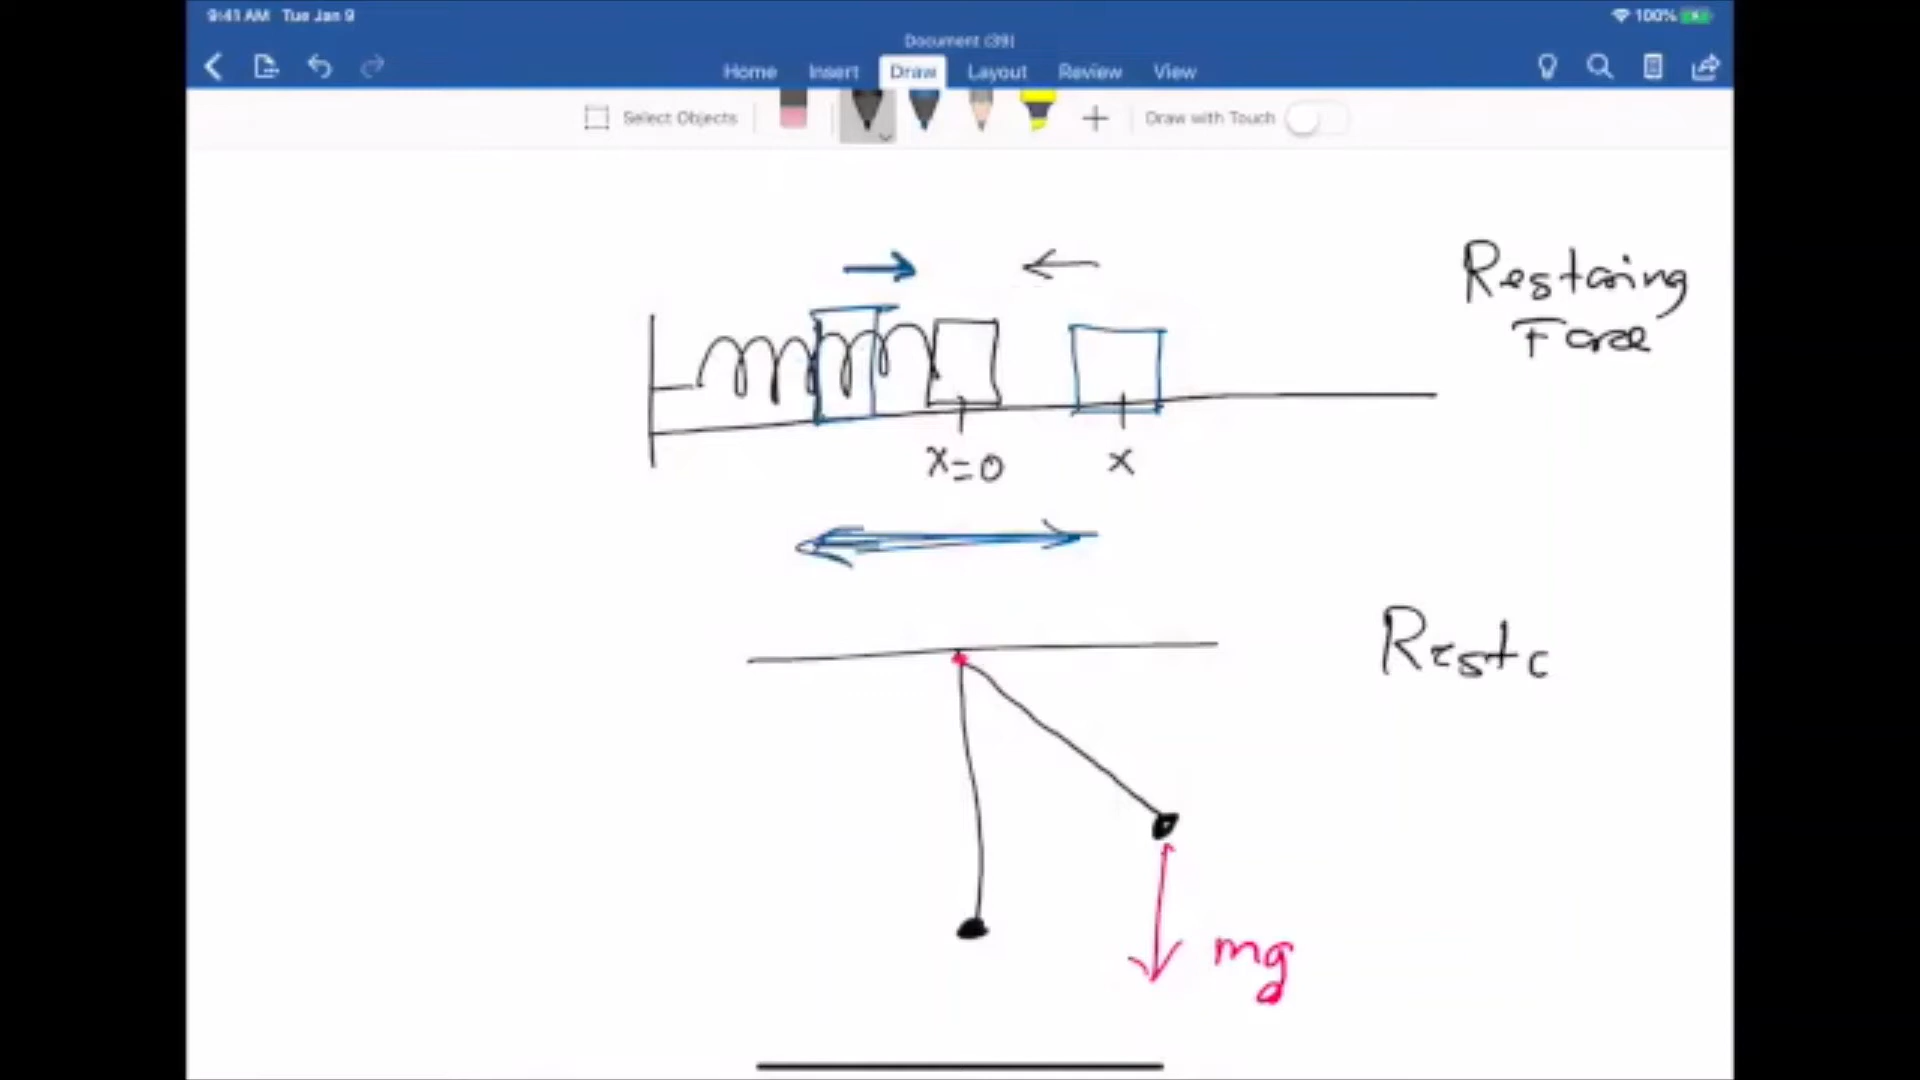 9:41 AM Tue Jan 9
100%
Document (39)
Home Insert Draw Layout Review View
Select Objects
Draw with Touch
Restoring
Force
x=0
x
Resto
mg